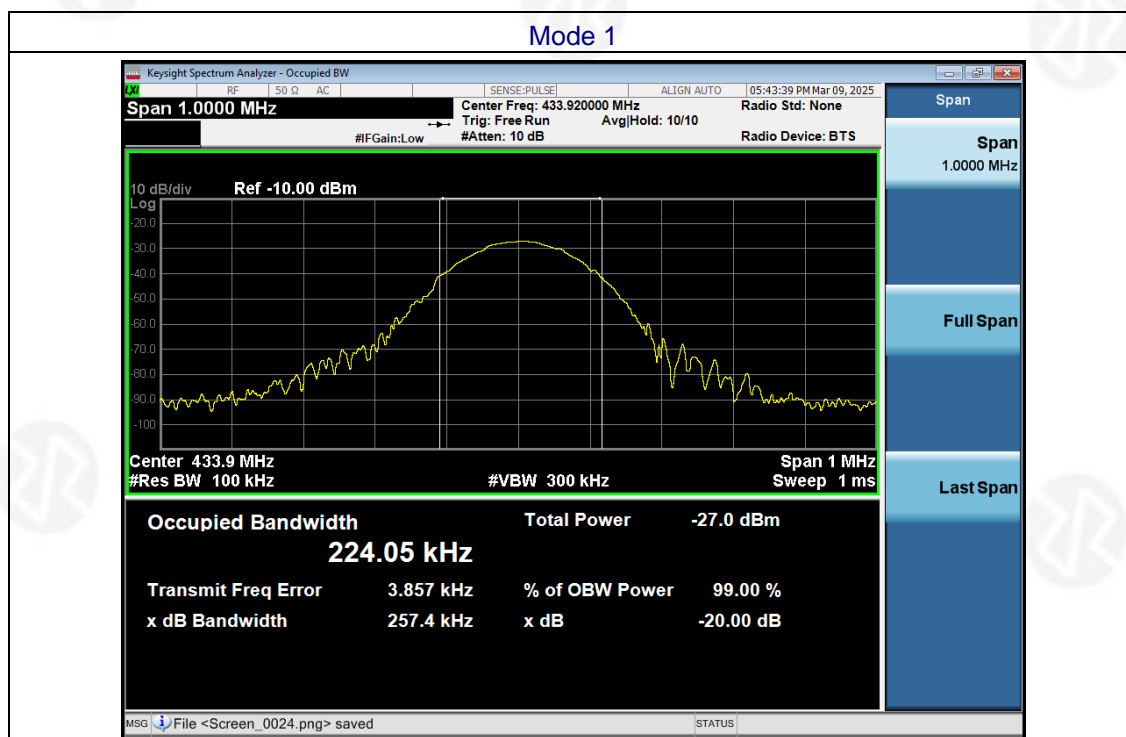 Mode 1
Keysight Spectrum Analyzer - Occupied BW
LXI RF 50 Ω AC SENSE:PULSE ALIGN AUTO 05:43:39 PM Mar 09, 2025
Span 1.0000 MHz Center Freq: 433.920000 MHz Radio Std: None
Trig: Free Run Avg|Hold: 10/10
#IFGain:Low #Atten: 10 dB Radio Device: BTS
Span
Span
1.0000 MHz
Full Span
Last Span
10 dB/div Ref -10.00 dBm
Log
-20.0
-30.0
-40.0
-50.0
-60.0
-70.0
-80.0
-90.0
-100
Center 433.9 MHz Span 1 MHz
#Res BW 100 kHz #VBW 300 kHz Sweep 1 ms
Occupied Bandwidth Total Power -27.0 dBm
224.05 kHz
Transmit Freq Error 3.857 kHz % of OBW Power 99.00 %
x dB Bandwidth 257.4 kHz x dB -20.00 dB
MSG File <Screen_0024.png> saved STATUS